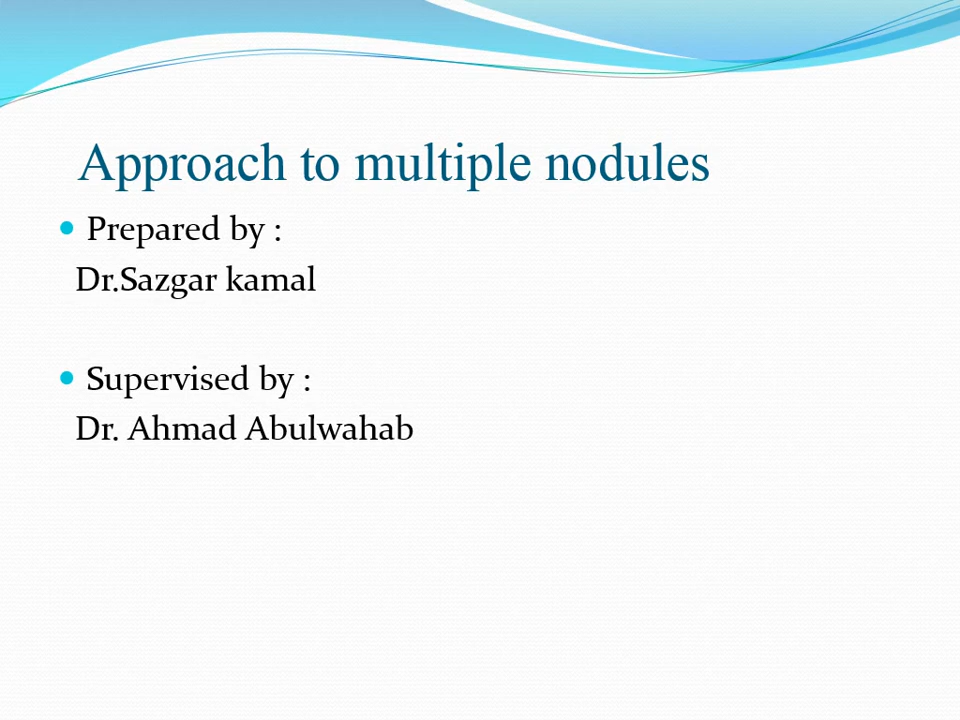 Approach to multiple nodules
Prepared by :
Dr.Sazgar kamal
Supervised by :
Dr. Ahmad Abulwahab